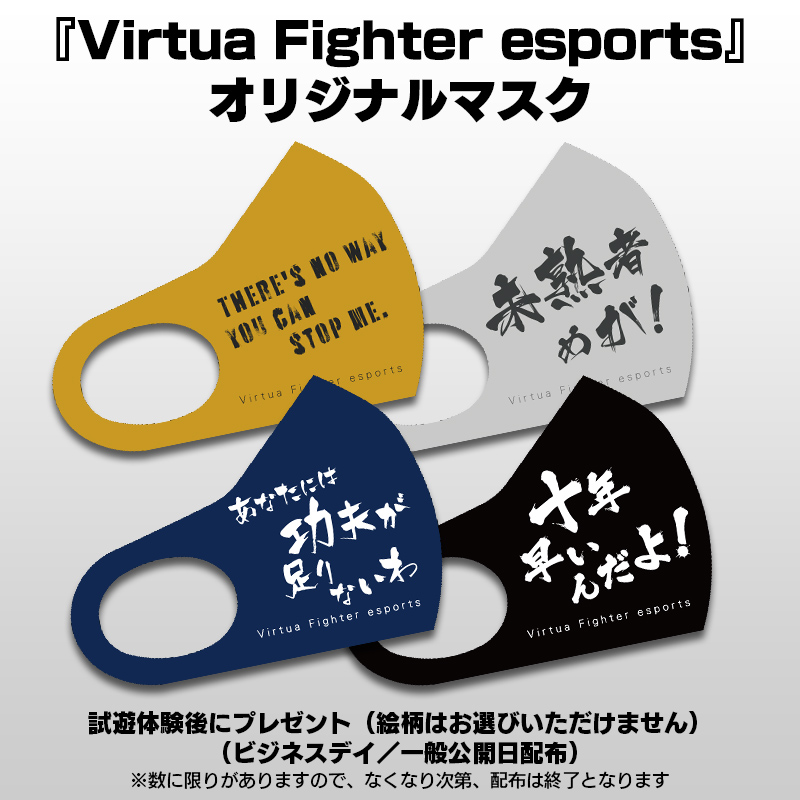 『Virtua Fighter esports』
オリジナルマスク
THERE'S NO WAY
YOU CAN
STOP ME.
Virtua Fighter esports
未熟者
めが!
Virtua Fighter esports
あなたには
功夫が
足り
ないわ
Virtua Fighter esports
十年
早い
んだよ!
Virtua Fighter esports
試遊体験後にプレゼント（絵柄はお選びいただけません）
（ビジネスデイ／一般公開日配布）
※数に限りがありますので、なくなり次第、配布は終了となります